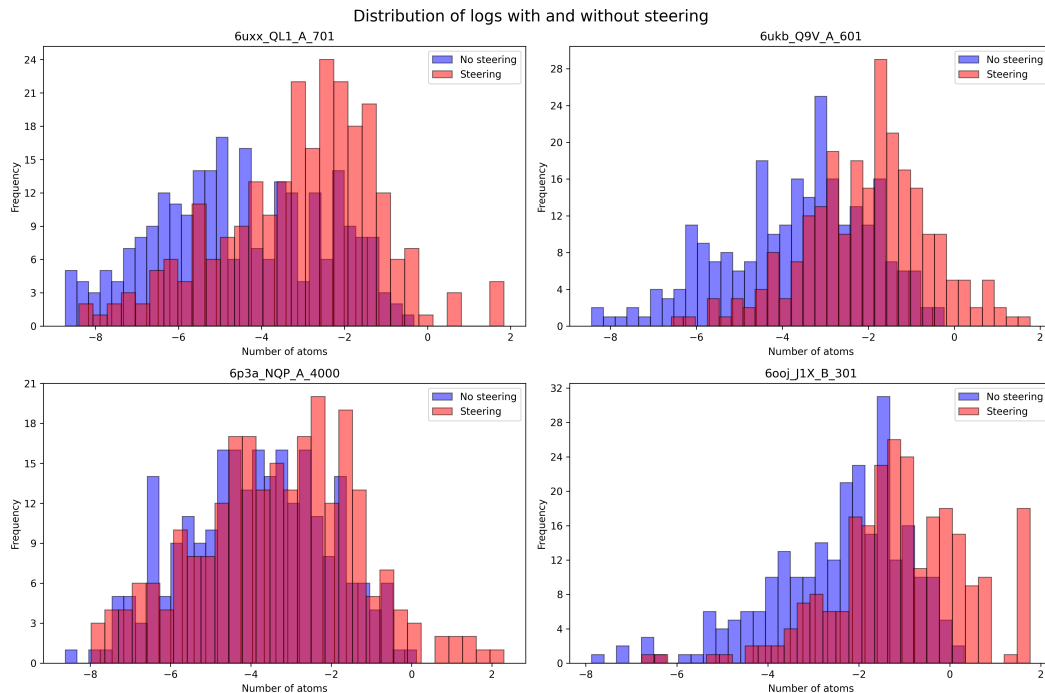 Distribution of logs with and without steering
6uxx_QL1_A_701
Frequency
24
21
18
15
12
9
6
3
0
No steering
Steering
−8 −6 −4 −2 0 2
Number of atoms
6ukb_Q9V_A_601
Frequency
28
24
20
16
12
8
4
0
No steering
Steering
−8 −6 −4 −2 0 2
Number of atoms
6p3a_NQP_A_4000
Frequency
21
18
15
12
9
6
3
0
No steering
Steering
−8 −6 −4 −2 0 2
Number of atoms
6ooj_J1X_B_301
Frequency
32
28
24
20
16
12
8
4
0
No steering
Steering
−8 −6 −4 −2 0 2
Number of atoms